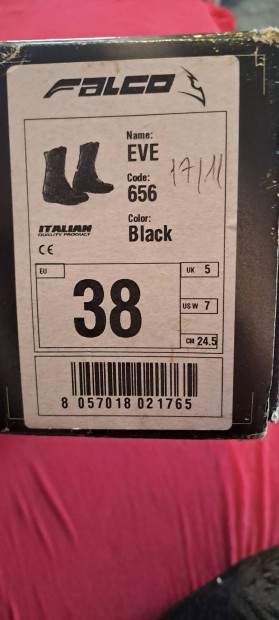 FALCO
Name:
EVE
Code:
656
17/11
Color:
Black
ITALIAN
QUALITY PRODUCT
CE
EU
38
UK 5
US W 7
CM 24.5
8 057018 021765